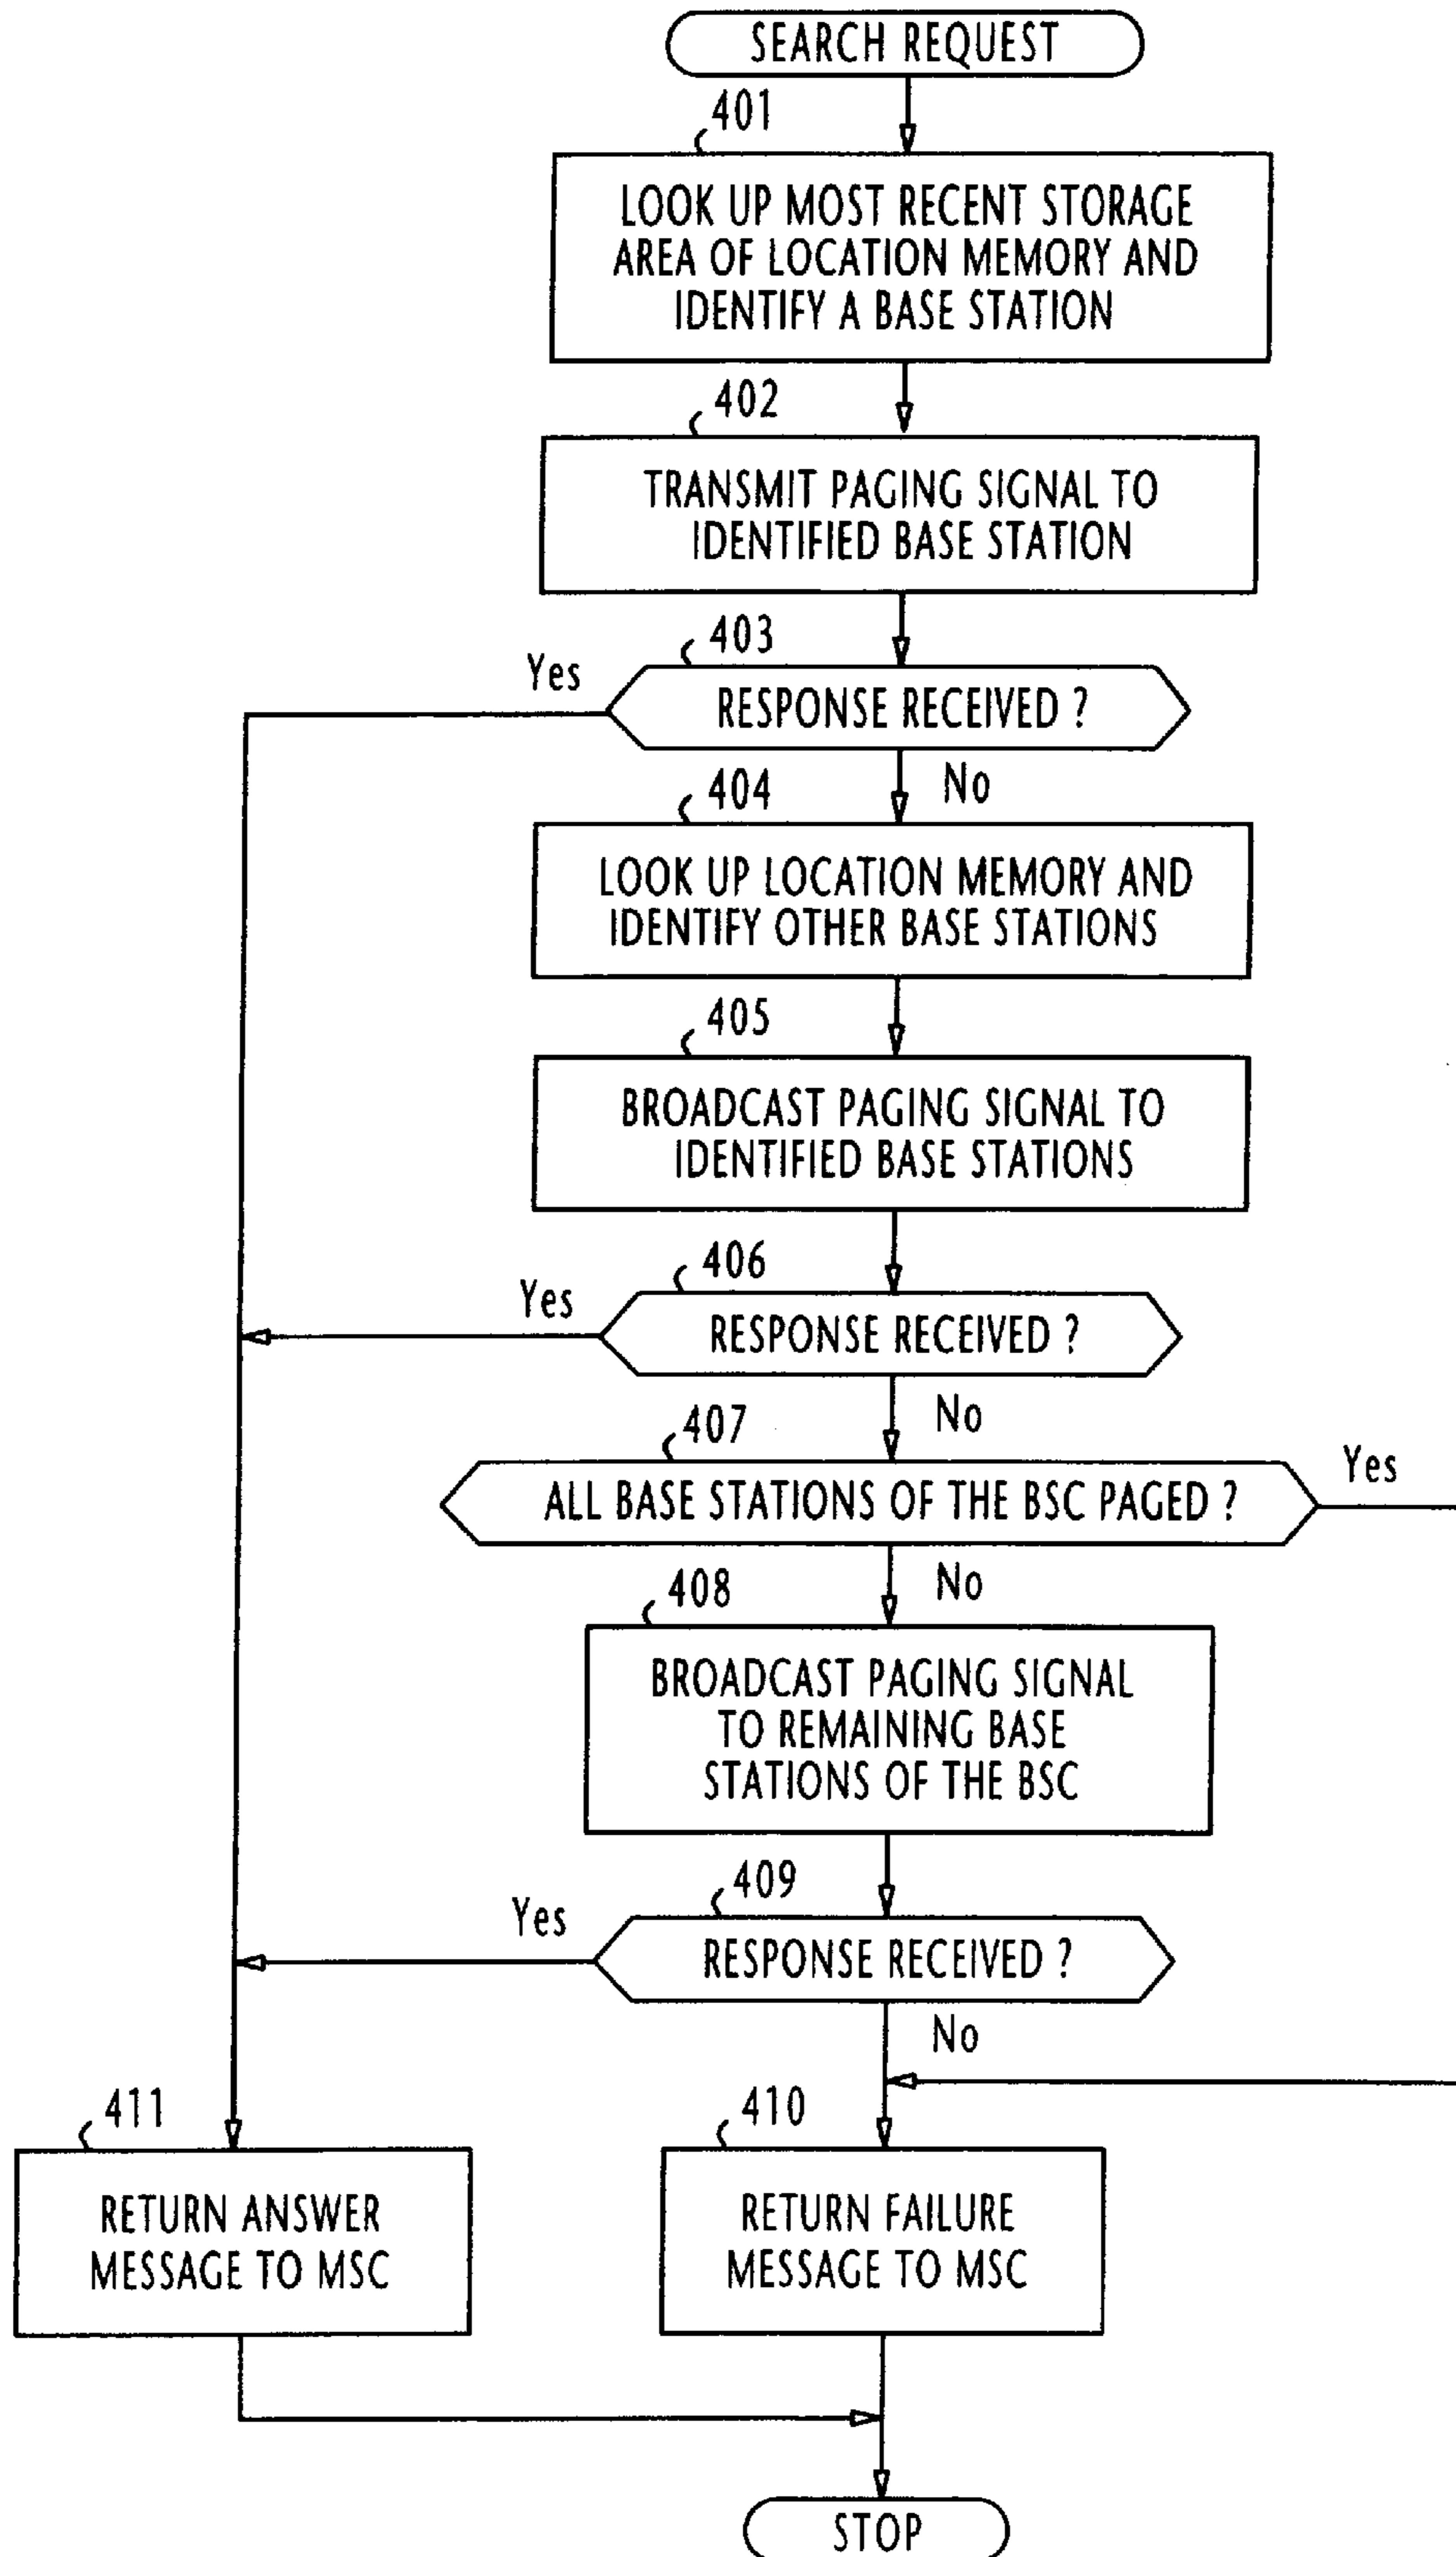 SEARCH REQUEST
401
LOOK UP MOST RECENT STORAGE
AREA OF LOCATION MEMORY AND
IDENTIFY A BASE STATION
402
TRANSMIT PAGING SIGNAL TO
IDENTIFIED BASE STATION
403
Yes
RESPONSE RECEIVED ?
No
404
LOOK UP LOCATION MEMORY AND
IDENTIFY OTHER BASE STATIONS
405
BROADCAST PAGING SIGNAL TO
IDENTIFIED BASE STATIONS
406
Yes
RESPONSE RECEIVED ?
No
407
Yes
ALL BASE STATIONS OF THE BSC PAGED ?
No
408
BROADCAST PAGING SIGNAL
TO REMAINING BASE
STATIONS OF THE BSC
409
Yes
RESPONSE RECEIVED ?
No
411
RETURN ANSWER
MESSAGE TO MSC
410
RETURN FAILURE
MESSAGE TO MSC
STOP